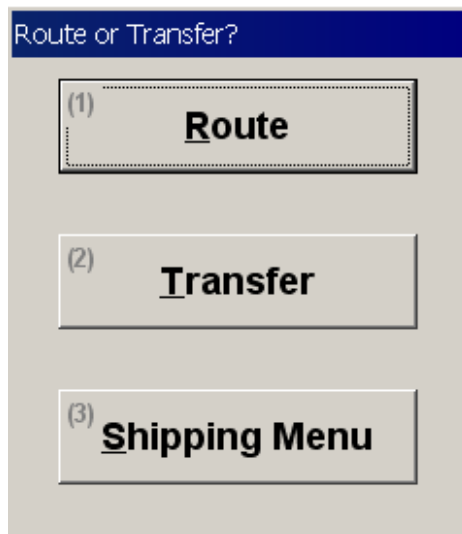 Route or Transfer?
(1)
Route
(2)
Transfer
(3)
Shipping Menu